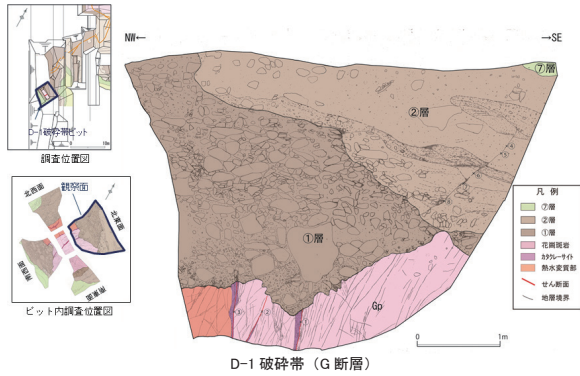 D-1破砕帯ピット
10m
調査位置図
観察面
北西面
北東面
南西面
南東面
ピット内調査位置図
NW←
→SE
⑦層
②層
①層
Gp
0
1m
凡 例
⑦層
②層
①層
花崗斑岩
カタクレーサイト
熱水変質部
せん断面
地層境界
D-1 破砕帯（G 断層）